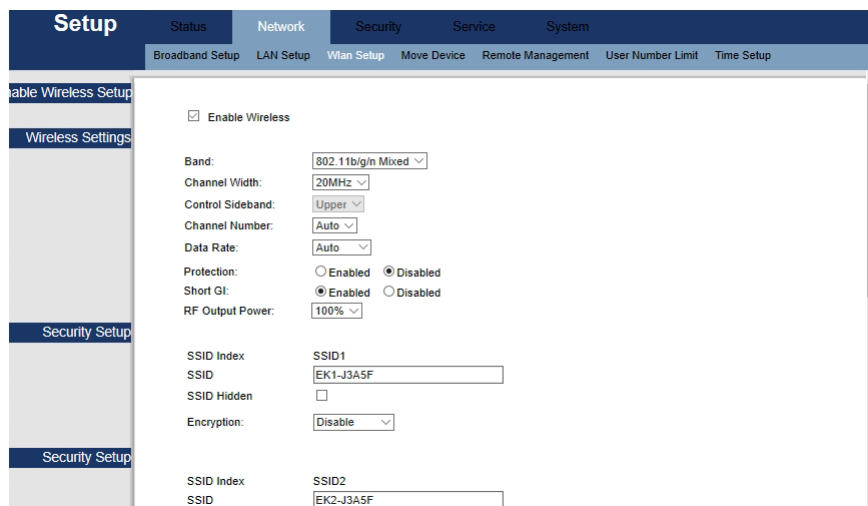 Setup Status Network Security Service System
Broadband Setup LAN Setup Wlan Setup Move Device Remote Management User Number Limit Time Setup
nable Wireless Setup
Enable Wireless
Wireless Settings
Band: 802.11b/g/n Mixed
Channel Width: 20MHz
Control Sideband: Upper
Channel Number: Auto
Data Rate: Auto
Protection: Enabled Disabled
Short GI: Enabled Disabled
RF Output Power: 100%
Security Setup
SSID Index SSID1
SSID EK1-J3A5F
SSID Hidden
Encryption: Disable
Security Setup
SSID Index SSID2
SSID EK2-J3A5F